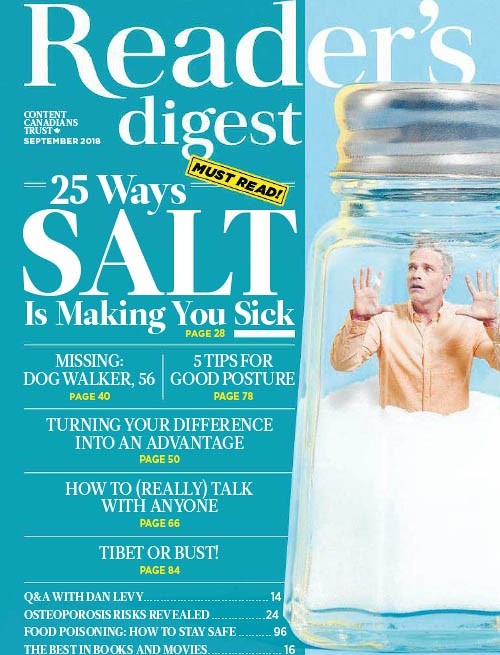 Reader's
digest
CONTENT
CANADIANS
TRUST
SEPTEMBER 2018
MUST READ!
25 Ways
SALT
Is Making You Sick
PAGE 28
MISSING:
DOG WALKER, 56
PAGE 40
5 TIPS FOR
GOOD POSTURE
PAGE 78
TURNING YOUR DIFFERENCE
INTO AN ADVANTAGE
PAGE 50
HOW TO (REALLY) TALK
WITH ANYONE
PAGE 66
TIBET OR BUST!
PAGE 84
Q&A WITH DAN LEVY 14
OSTEOPOROSIS RISKS REVEALED 24
FOOD POISONING: HOW TO STAY SAFE 96
THE BEST IN BOOKS AND MOVIES 16